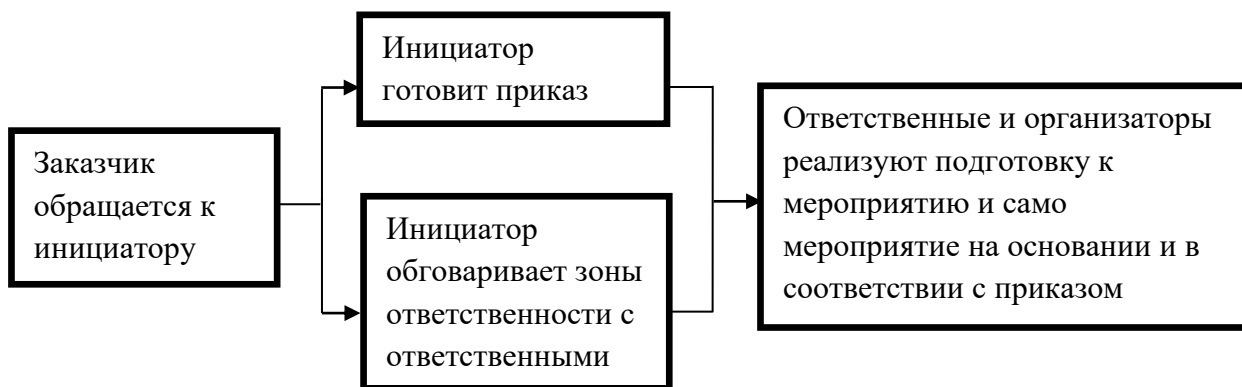 Заказчик
обращается к
инициатору
Инициатор
готовит приказ
Инициатор
обговаривает зоны
ответственности с
ответственными
Ответственные и организаторы
реализуют подготовку к
мероприятию и само
мероприятие на основании и в
соответствии с приказом